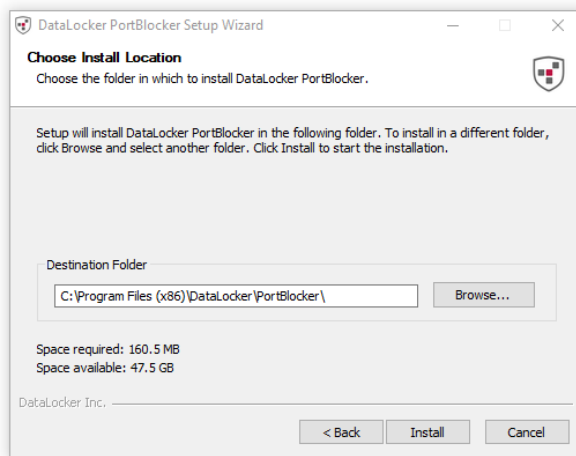 DataLocker PortBlocker Setup Wizard
Choose Install Location
Choose the folder in which to install DataLocker PortBlocker.
Setup will install DataLocker PortBlocker in the following folder. To install in a different folder,
click Browse and select another folder. Click Install to start the installation.
Destination Folder
C:\Program Files (x86)\DataLocker\PortBlocker\
Browse...
Space required: 160.5 MB
Space available: 47.5 GB
DataLocker Inc.
< Back
Install
Cancel